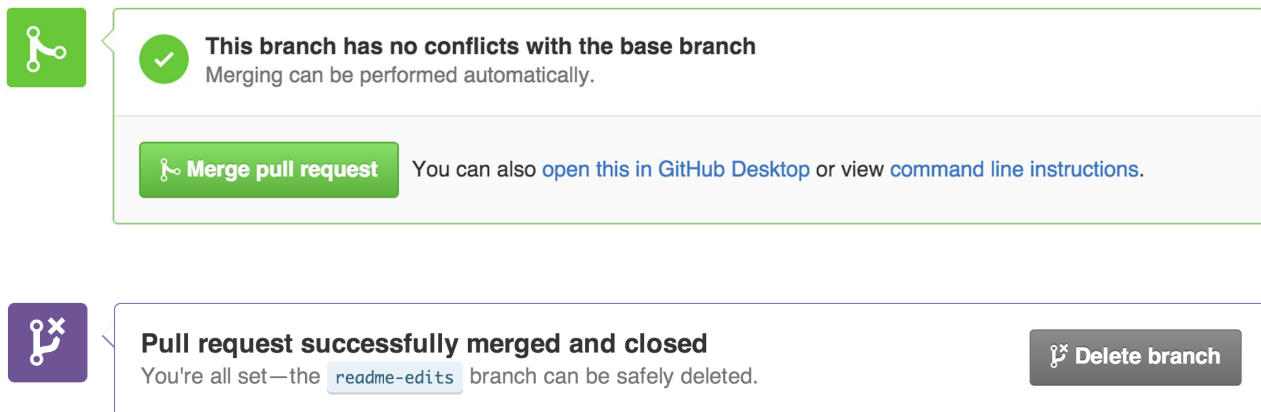 This branch has no conflicts with the base branch
Merging can be performed automatically.
Merge pull request You can also open this in GitHub Desktop or view command line instructions.
Pull request successfully merged and closed
You're all set—the readme-edits branch can be safely deleted.
Delete branch